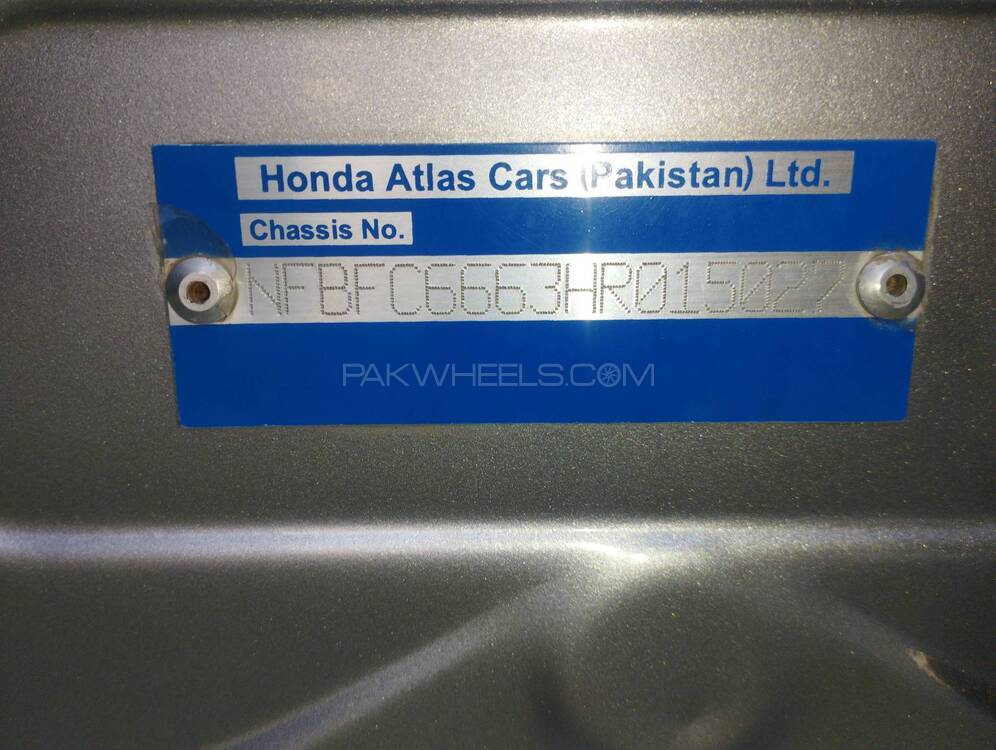 Honda Atlas Cars (Pakistan) Ltd.
Chassis No.
NFBFC6663HR015027
PAKWHEELS.COM